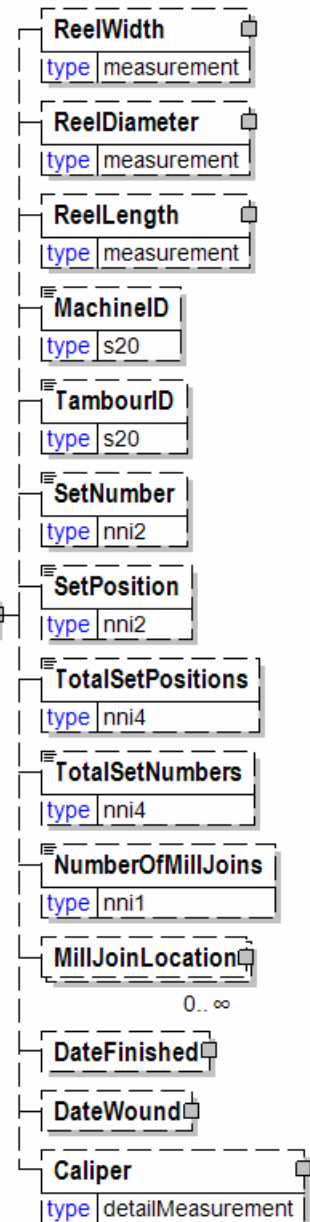 ReelWidth
type measurement
ReelDiameter
type measurement
ReelLength
type measurement
MachineID
type s20
TambourID
type s20
SetNumber
type nni2
SetPosition
type nni2
TotalSetPositions
type nni4
TotalSetNumbers
type nni4
NumberOfMillJoins
type nni1
MillJoinLocation
0.. ∞
DateFinished
DateWound
Caliper
type detailMeasurement